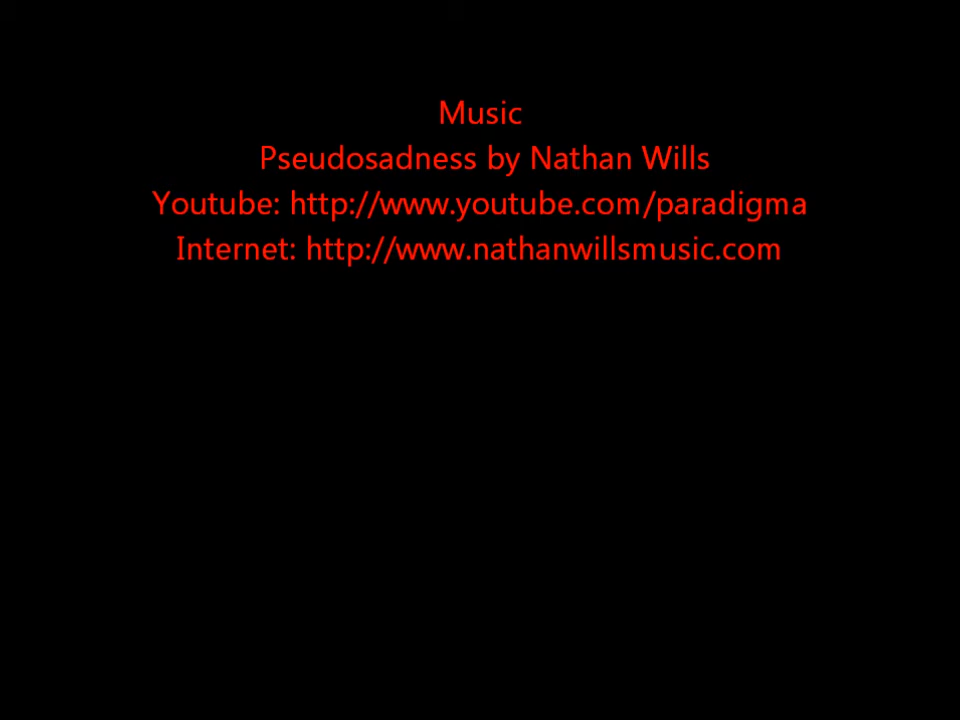 Music
Pseudosadness by Nathan Wills
Youtube: http://www.youtube.com/paradigma
Internet: http://www.nathanwillsmusic.com